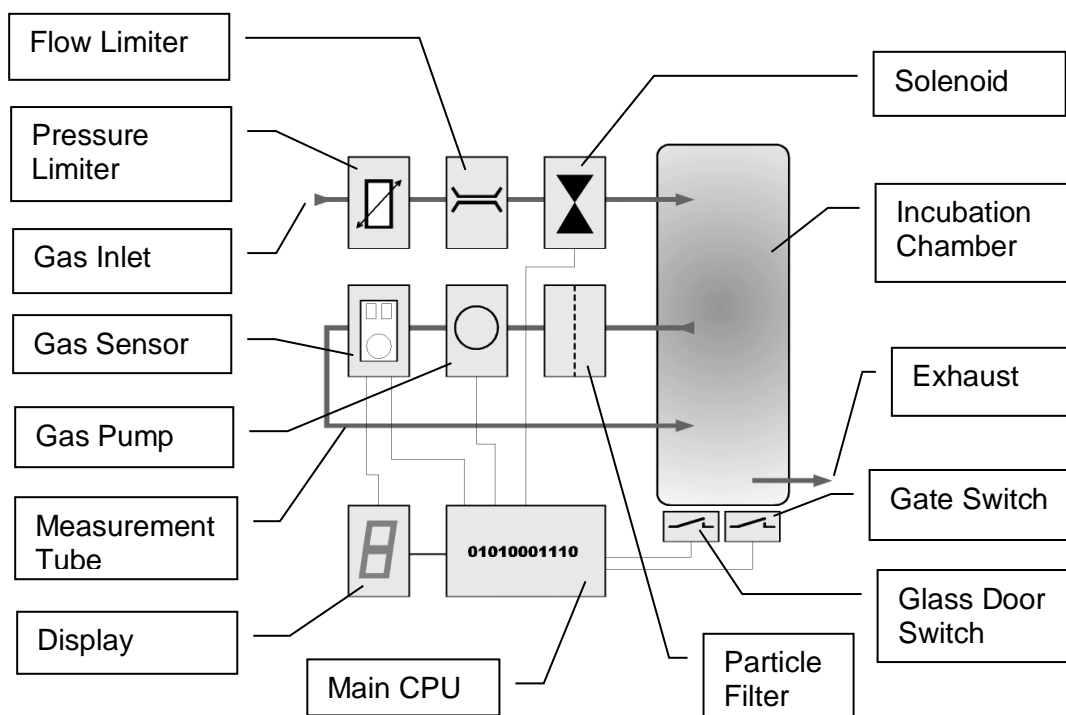 Flow Limiter
Solenoid
Pressure
Limiter
Incubation
Chamber
Gas Inlet
Gas Sensor
Exhaust
Gas Pump
Gate Switch
Measurement
Tube
01010001110
8
Glass Door
Switch
Display
Particle
Filter
Main CPU